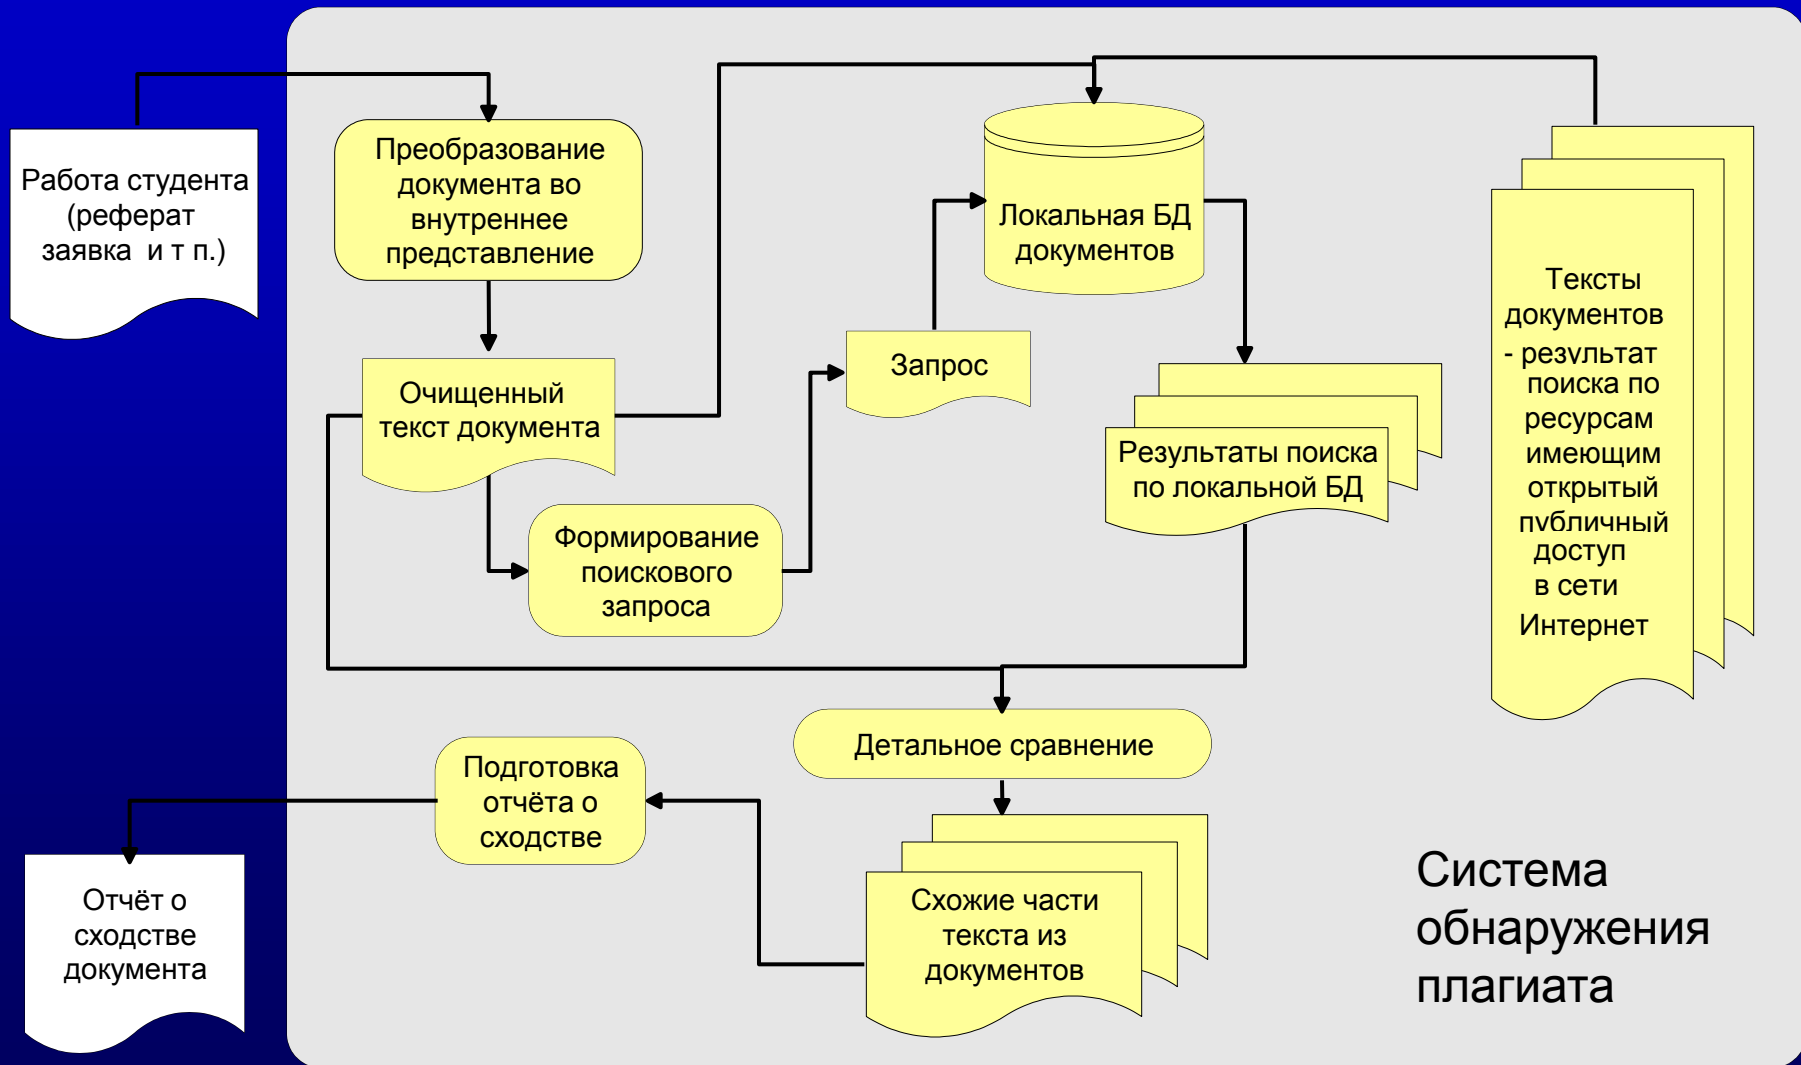 Работа студента
(реферат
заявка и т п.)
Преобразование
документа во
внутреннее
представление
Очищенный
текст документа
Формирование
поискового
запроса
Запрос
Локальная БД
документов
Результаты поиска
по локальной БД
Тексты
документов
- результат
поиска по
ресурсам
имеющим
открытый
публичный
доступ
в сети
Интернет
Детальное сравнение
Подготовка
отчёта о
сходстве
Отчёт о
сходстве
документа
Схожие части
текста из
документов
Система
обнаружения
плагиата